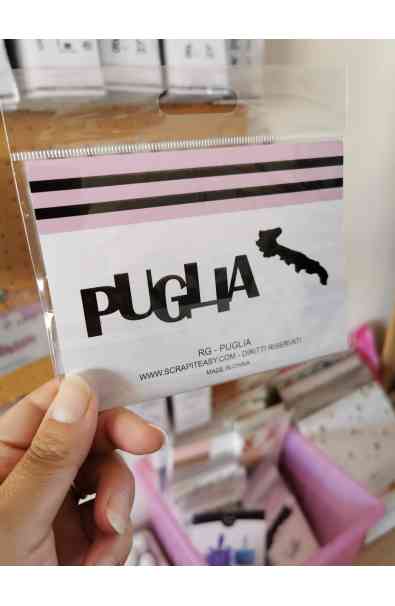 PUGLIA
RG - PUGLIA
WWW.SCRAPITEASY.COM - DIRITTI RISERVATI
MADE IN CHINA